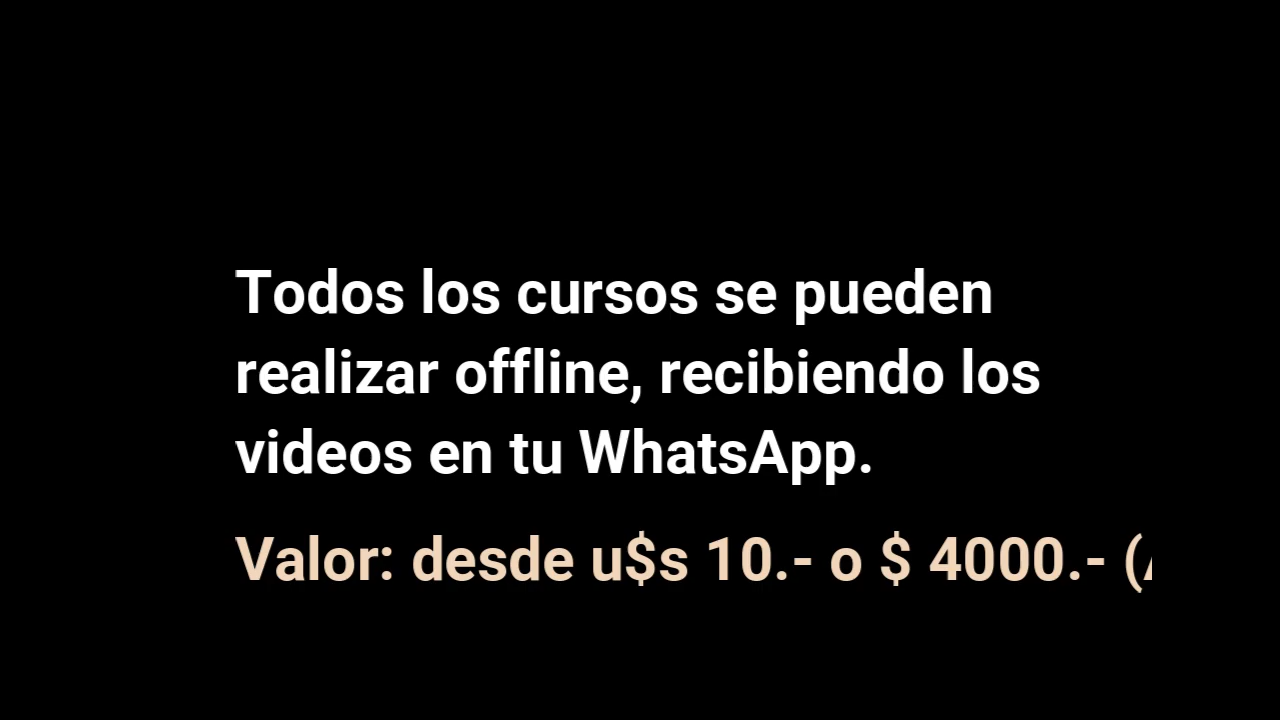 Todos los cursos se pueden
realizar offline, recibiendo los
videos en tu WhatsApp.
Valor: desde u$s 10.- o $ 4000.- (